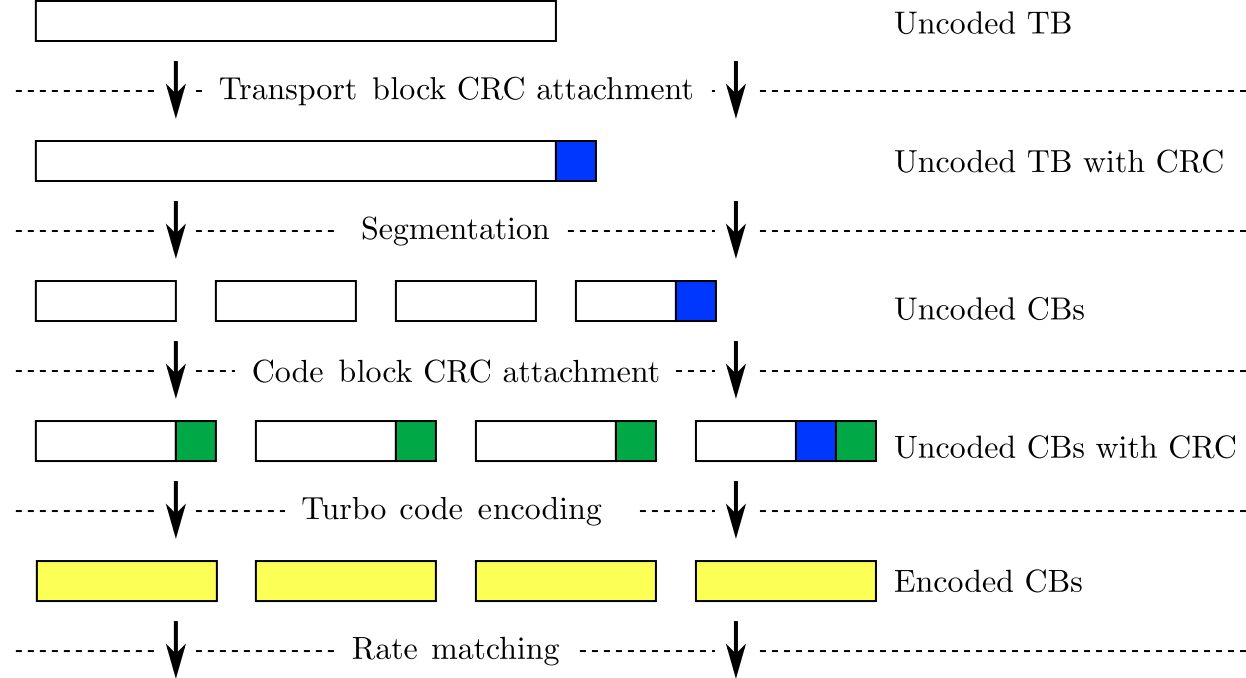 Uncoded TB
Transport block CRC attachment
Uncoded TB with CRC
Segmentation
Uncoded CBs
Code block CRC attachment
Uncoded CBs with CRC
Turbo code encoding
Encoded CBs
Rate matching